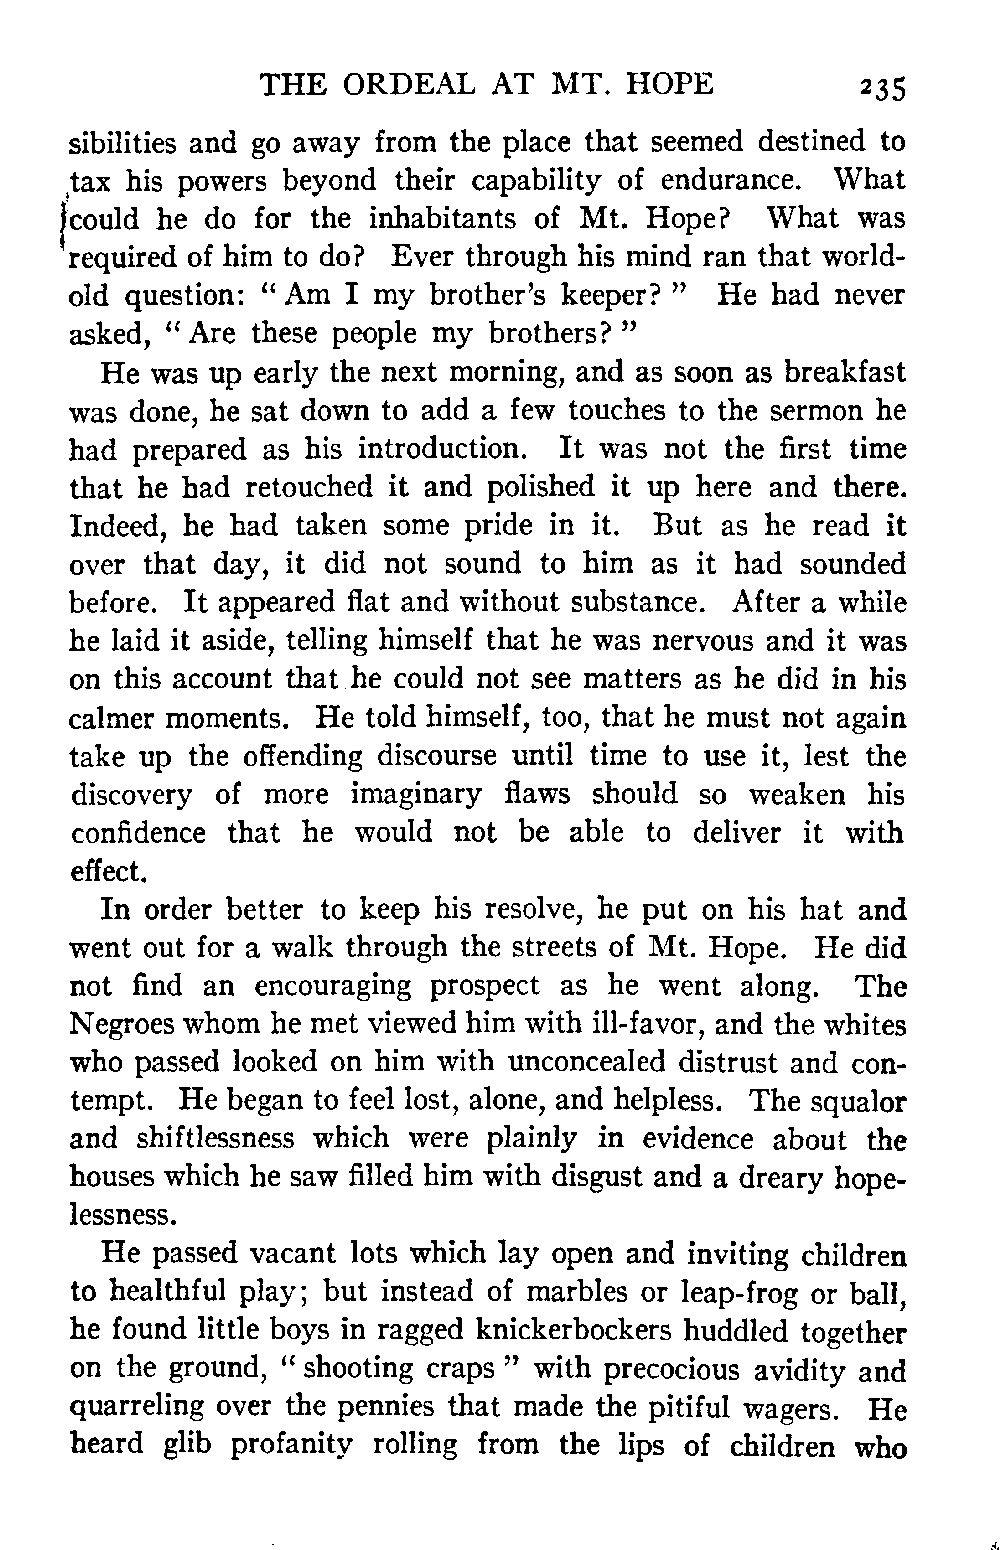 THE ORDEAL AT MT. HOPE 235
sibilities and go away from the place that seemed destined to
tax his powers beyond their capability of endurance. What
could he do for the inhabitants of Mt. Hope? What was
required of him to do? Ever through his mind ran that world-
old question: “ Am I my brother's keeper? ” He had never
asked, “ Are these people my brothers? ”
He was up early the next morning, and as soon as breakfast
was done, he sat down to add a few touches to the sermon he
had prepared as his introduction. It was not the first time
that he had retouched it and polished it up here and there.
Indeed, he had taken some pride in it. But as he read it
over that day, it did not sound to him as it had sounded
before. It appeared flat and without substance. After a while
he laid it aside, telling himself that he was nervous and it was
on this account that he could not see matters as he did in his
calmer moments. He told himself, too, that he must not again
take up the offending discourse until time to use it, lest the
discovery of more imaginary flaws should so weaken his
confidence that he would not be able to deliver it with
effect.
In order better to keep his resolve, he put on his hat and
went out for a walk through the streets of Mt. Hope. He did
not find an encouraging prospect as he went along. The
Negroes whom he met viewed him with ill-favor, and the whites
who passed looked on him with unconcealed distrust and con-
tempt. He began to feel lost, alone, and helpless. The squalor
and shiftlessness which were plainly in evidence about the
houses which he saw filled him with disgust and a dreary hope-
lessness.
He passed vacant lots which lay open and inviting children
to healthful play; but instead of marbles or leap-frog or ball,
he found little boys in ragged knickerbockers huddled together
on the ground, “ shooting craps ” with precocious avidity and
quarreling over the pennies that made the pitiful wagers. He
heard glib profanity rolling from the lips of children who